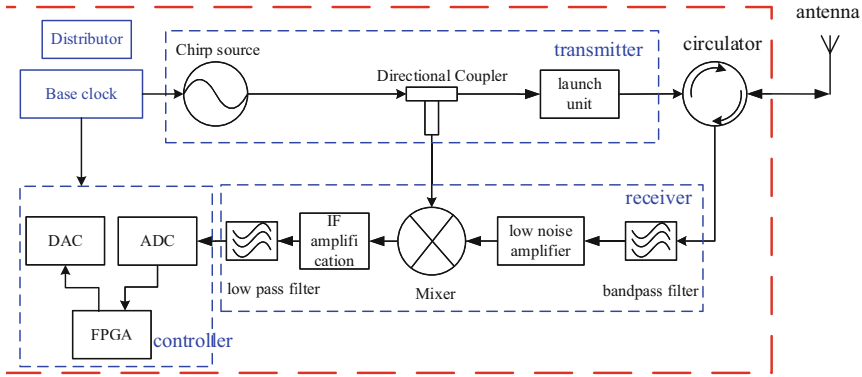 antenna
Distributor
Chirp source
transmitter
circulator
Base clock
Directional Coupler
launch
unit
receiver
DAC
ADC
IF
amplifi
cation
low noise
amplifier
low pass filter
Mixer
bandpass filter
FPGA
controller